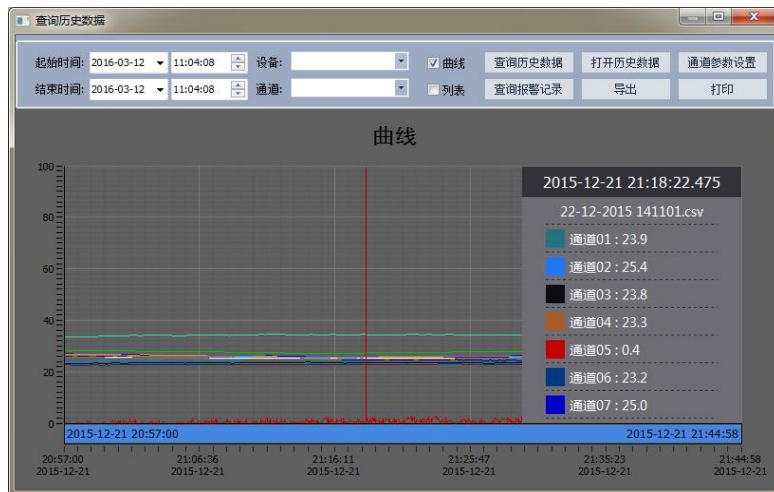 查询历史数据
起始时间: 2016-03-12 11:04:08 设备: 曲线 查询历史数据 打开历史数据 通道参数设置
结束时间: 2016-03-12 11:04:08 通道: 列表 查询报警记录 导出 打印
曲线
100
80
60
40
20
0
2015-12-21 21:18:22.475
22-12-2015 141101.csv
通道01 : 23.9
通道02 : 25.4
通道03 : 23.8
通道04 : 23.3
通道05 : 0.4
通道06 : 23.2
通道07 : 25.0
2015-12-21 20:57:00 2015-12-21 21:44:58
20:57:00 21:06:36 21:16:11 21:25:47 21:35:23 21:44:58
2015-12-21 2015-12-21 2015-12-21 2015-12-21 2015-12-21 2015-12-21